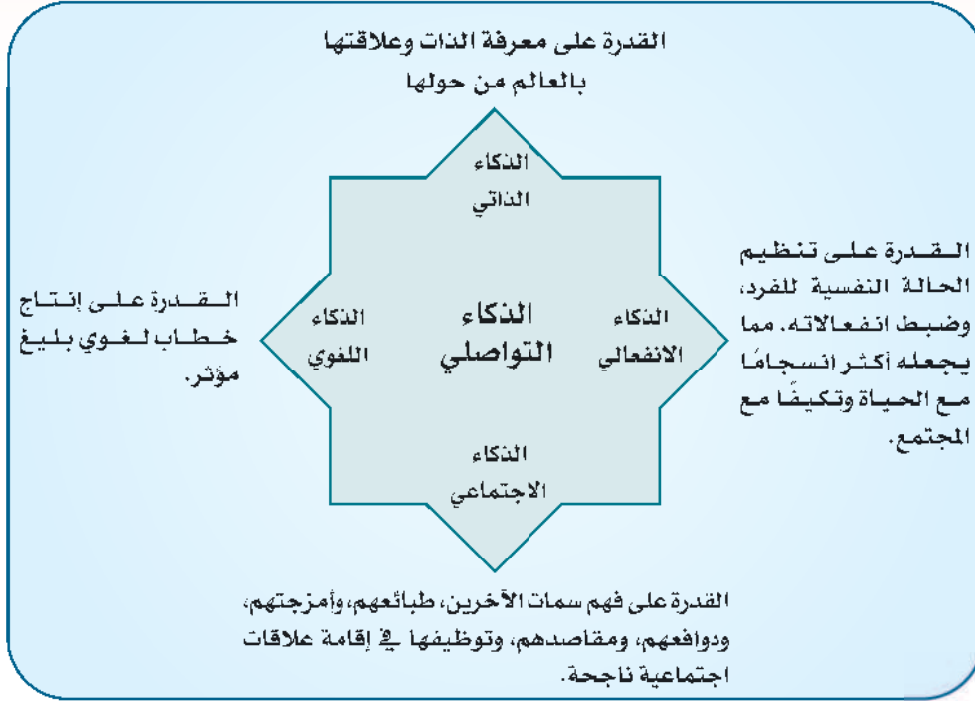 القدرة على معرفة الذات وعلاقتها
بالعالم من حولها
الذكاء
الذاتي
القدرة على تنظيم
الحالة النفسية للفرد،
وضبط انفعالاته. مما
يجعله أكثر انسجامًا
مع الحياة وتكيفًا مع
المجتمع.
الذكاء
الانفعالي
الذكاء
التواصلي
الذكاء
اللغوي
القدرة على إنتاج
خطاب لغوي بليغ
مؤثر.
الذكاء
الاجتماعي
القدرة على فهم سمات الآخرين، طبائعهم، وأمزجتهم،
ودوافعهم، ومقاصدهم، وتوظيفها في إقامة علاقات
اجتماعية ناجحة.